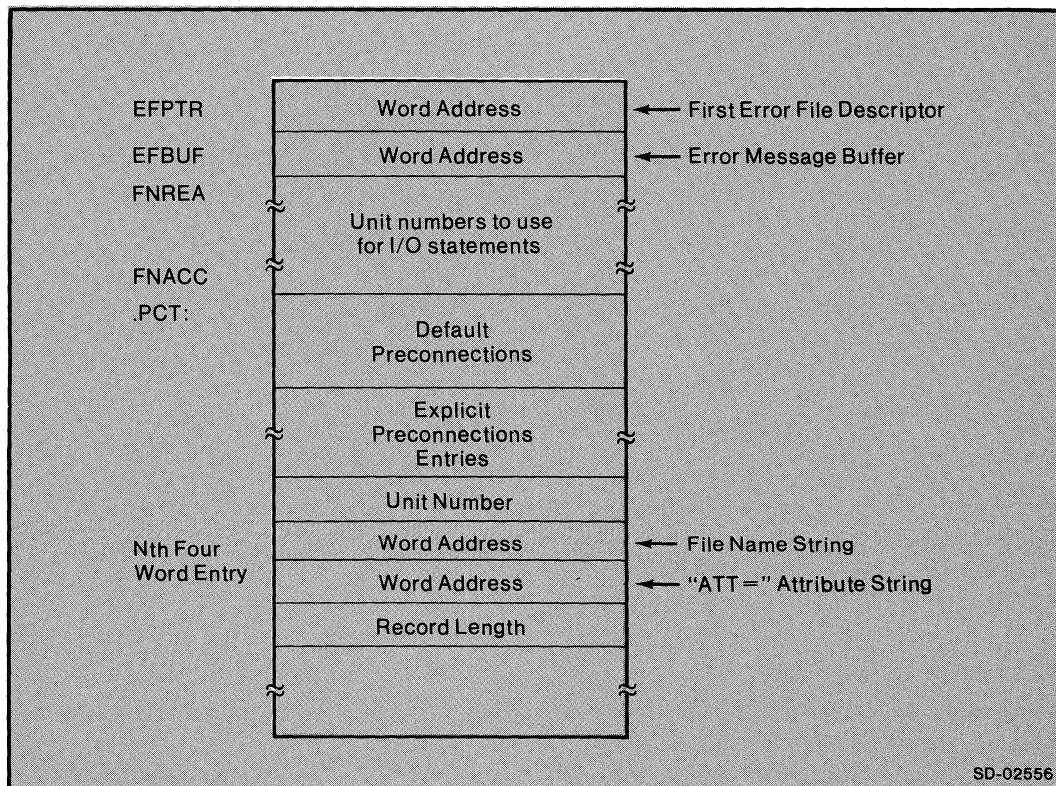 EFPTR Word Address First Error File Descriptor
EFBUF Word Address Error Message Buffer
FNREA
Unit numbers to use
for I/O statements
FNACC
.PCT:
Default
Preconnections
Explicit
Preconnections
Entries
Unit Number
Nth Four
Word Entry
Word Address File Name String
Word Address "ATT=" Attribute String
Record Length
SD-02556